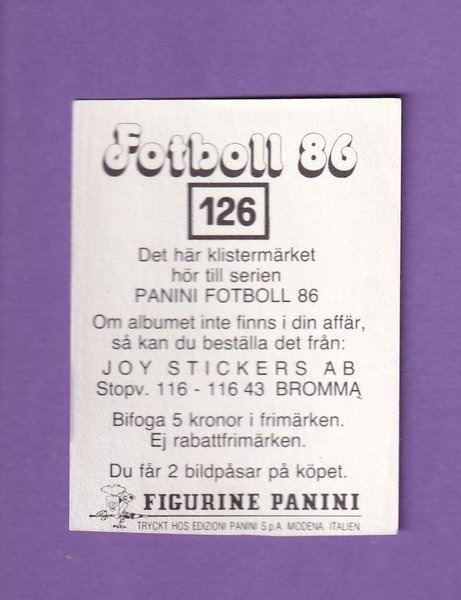 Fotboll 86
126
Det här klistermärket
hör till serien
PANINI FOTBOLL 86
Om albumet inte finns i din affär,
så kan du beställa det från:
JOY STICKERS AB
Stopv. 116 - 116 43 BROMMA
Bifoga 5 kronor i frimärken.
Ej rabattfrimärken.
Du får 2 bildpåsar på köpet.
FIGURINE PANINI
TRYCKT HOS EDIZIONI PANINI S.p.A. MODENA. ITALIEN